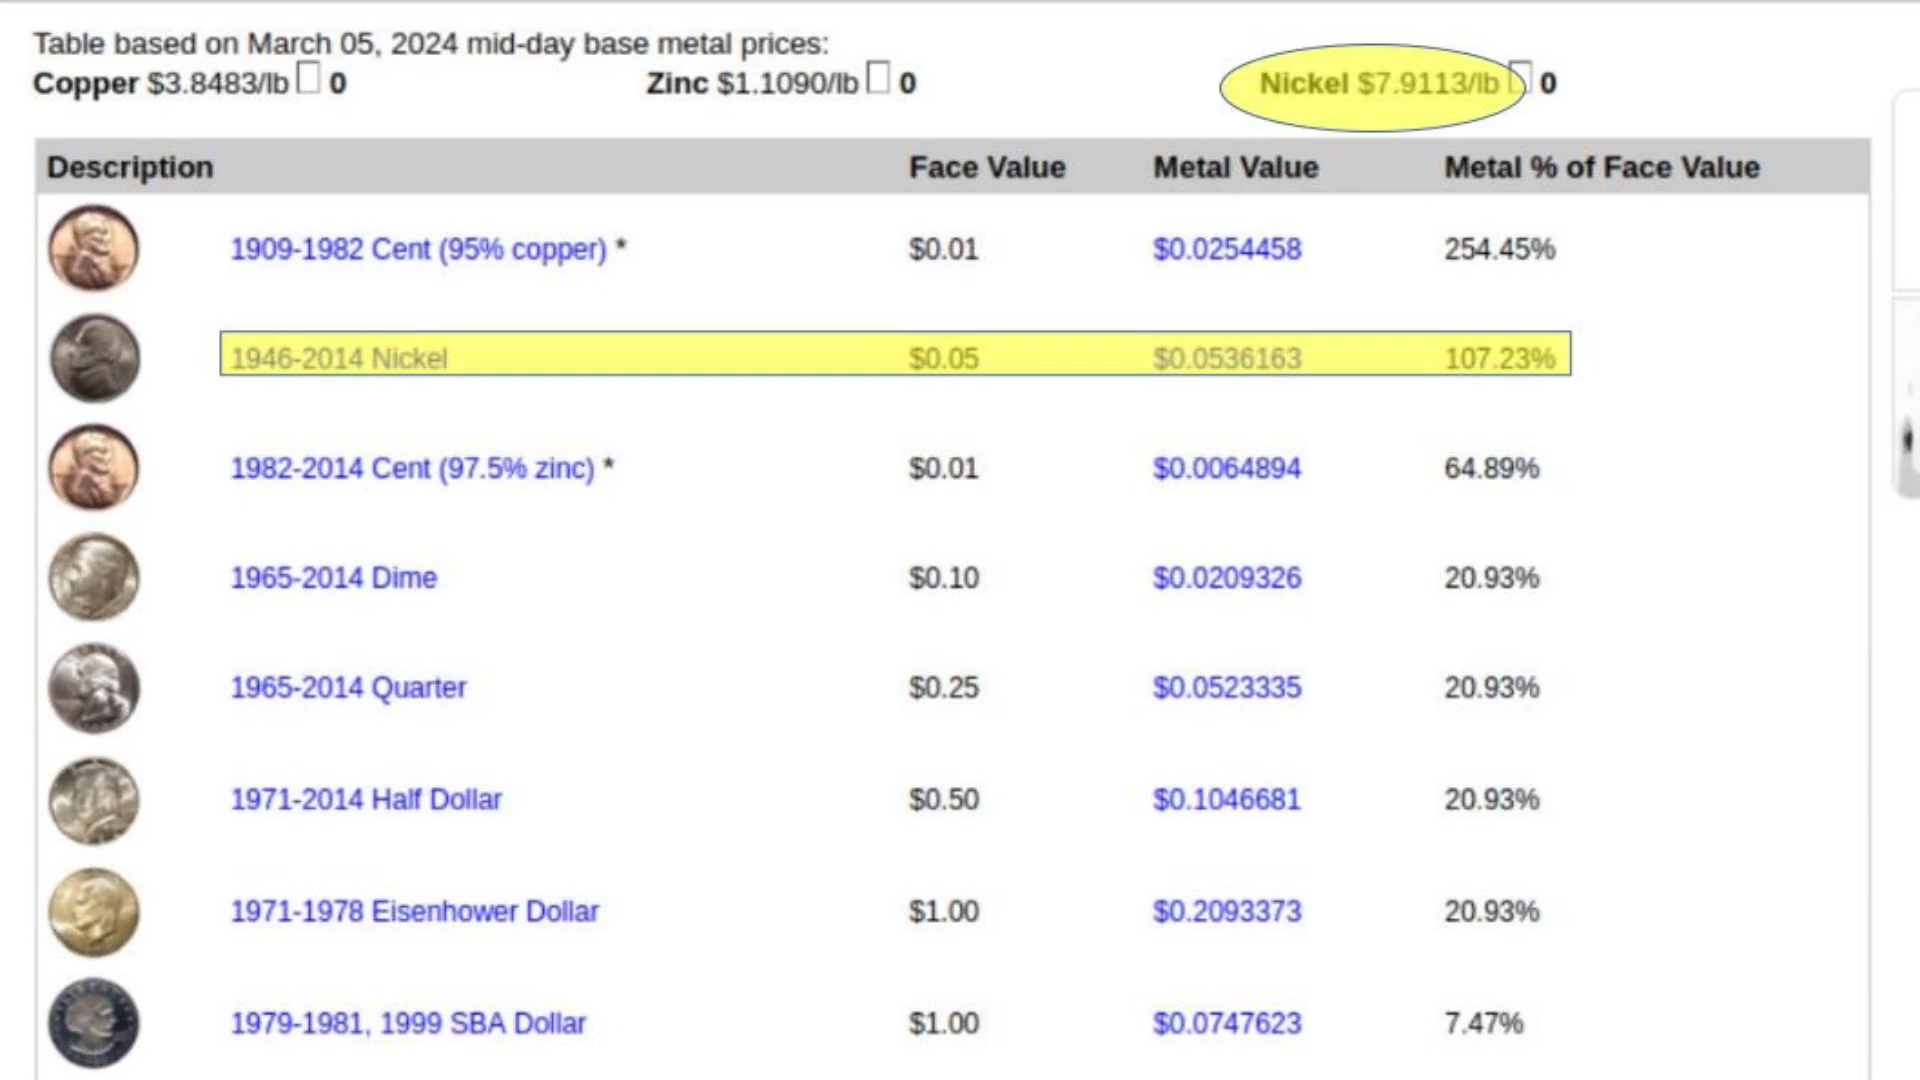 Table based on March 05, 2024 mid-day base metal prices:
Copper $3.8483/lb 0 Zinc $1.1090/lb 0 Nickel $7.9113/lb 0
Description Face Value Metal Value Metal % of Face Value
1909-1982 Cent (95% copper) * $0.01 $0.0254458 254.45%
1946-2014 Nickel $0.05 $0.0536163 107.23%
1982-2014 Cent (97.5% zinc) * $0.01 $0.0064894 64.89%
1965-2014 Dime $0.10 $0.0209326 20.93%
1965-2014 Quarter $0.25 $0.0523335 20.93%
1971-2014 Half Dollar $0.50 $0.1046681 20.93%
1971-1978 Eisenhower Dollar $1.00 $0.2093373 20.93%
1979-1981, 1999 SBA Dollar $1.00 $0.0747623 7.47%